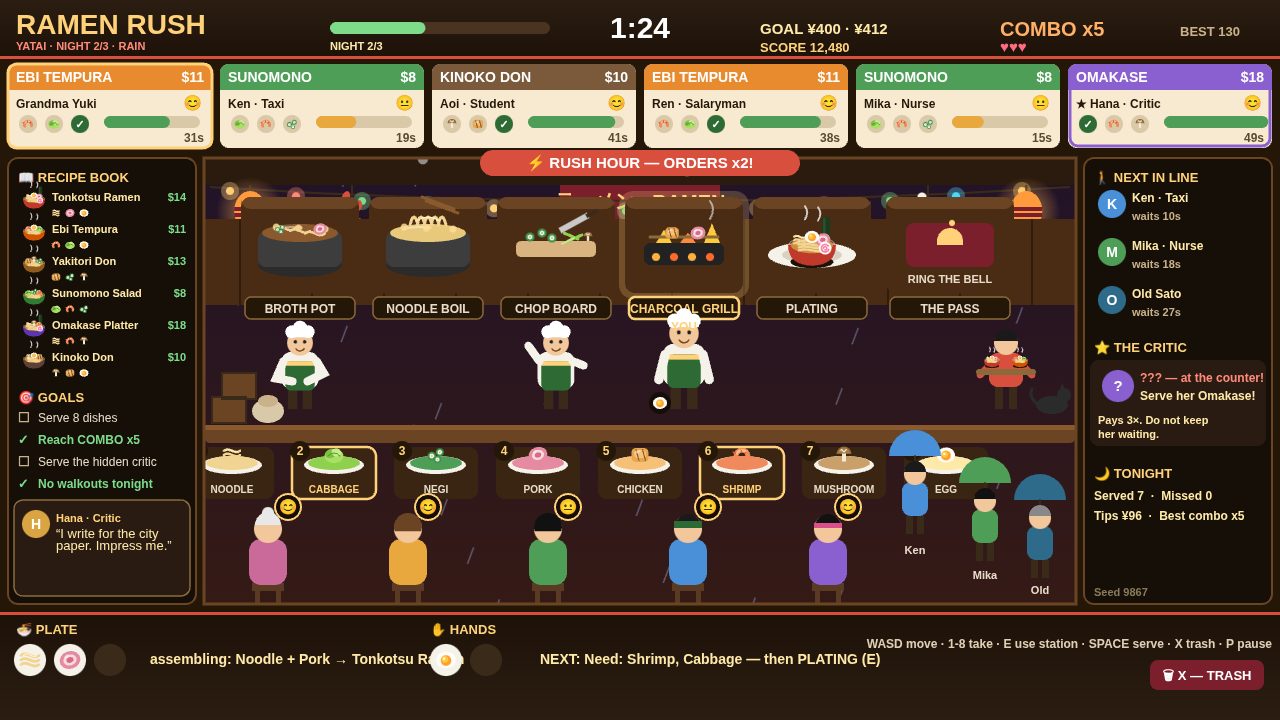 RAMEN RUSH
YATAI · NIGHT 2/3 · RAIN
NIGHT 2/3
1:24
GOAL ¥400 · ¥412
SCORE 12,480
COMBO x5
♥♥♥
BEST 130
EBI TEMPURA $11
Grandma Yuki
31s
SUNOMONO $8
Ken · Taxi
19s
KINOKO DON $10
Aoi · Student
41s
EBI TEMPURA $11
Ren · Salaryman
38s
SUNOMONO $8
Mika · Nurse
15s
OMAKASE $18
★ Hana · Critic
49s
⚡ RUSH HOUR — ORDERS x2!
📖 RECIPE BOOK
Tonkotsu Ramen $14
Ebi Tempura $11
Yakitori Don $13
Sunomono Salad $8
Omakase Platter $18
Kinoko Don $10
🎯 GOALS
☐ Serve 8 dishes
✓ Reach COMBO x5
☐ Serve the hidden critic
✓ No walkouts tonight
H
Hana · Critic
“I write for the city
paper. Impress me.”
RING THE BELL
BROTH POT
NOODLE BOIL
CHOP BOARD
CHARCOAL GRILL
PLATING
THE PASS
YOU
NOODLE
2
CABBAGE
3
NEGI
4
PORK
5
CHICKEN
6
SHRIMP
7
MUSHROOM
EGG
Ken
Mika
Old
🚶 NEXT IN LINE
K
Ken · Taxi
waits 10s
M
Mika · Nurse
waits 18s
O
Old Sato
waits 27s
⭐ THE CRITIC
?
??? — at the counter!
Serve her Omakase!
Pays 3×. Do not keep
her waiting.
🌙 TONIGHT
Served 7 · Missed 0
Tips ¥96 · Best combo x5
Seed 9867
🍜 PLATE
assembling: Noodle + Pork → Tonkotsu
✋ HANDS
NEXT: Need: Shrimp, Cabbage — then PLATING (E)
WASD move · 1-8 take · E use station · SPACE serve · X trash · P pause
X — TRASH